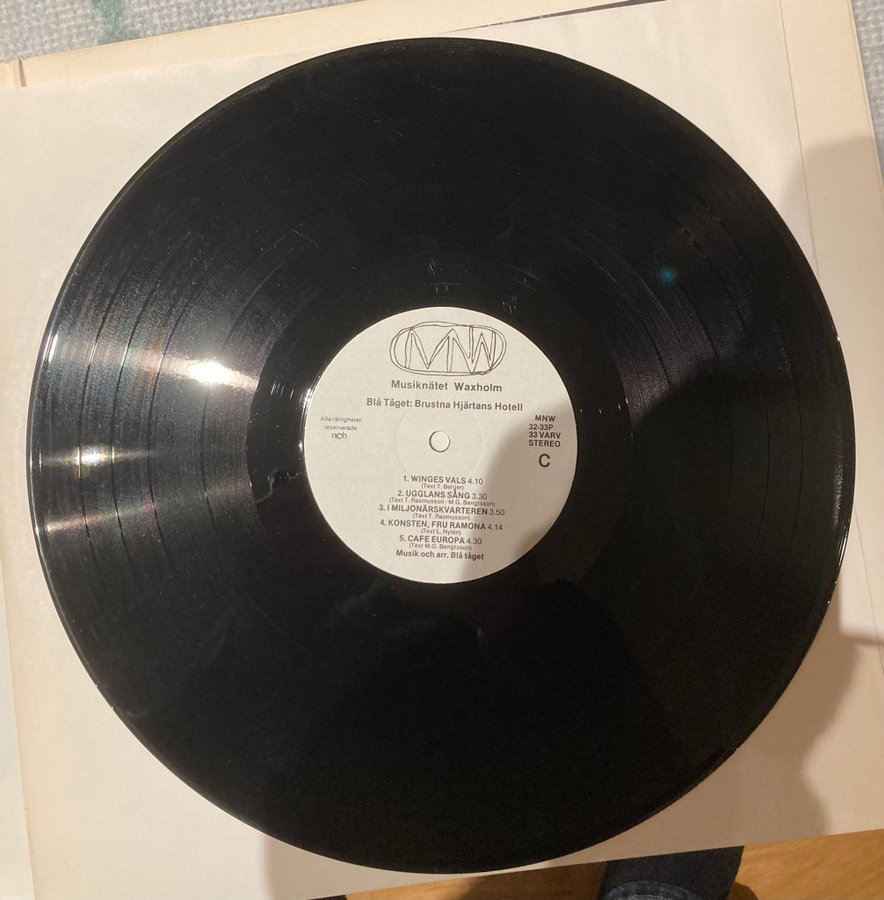 MNW
Musiknätet Waxholm
Blå Tåget: Brustna Hjärtans Hotell
Alla rättigheter
reserverade
ncb
MNW
32-33P
33 VARV
STEREO
C
1. WINGES VALS 4.10
(Text T. Berger)
2. UGGLANS SÅNG 3.30
(Text T. Rasmusson - M.G. Bengtsson)
3. I MILJONÄRSKVARTEREN 3.50
(Text T. Rasmusson)
4. KONSTEN, FRU RAMONA 4.14
(Text L. Nylén)
5. CAFE EUROPA 4.30
(Text M.G. Bengtsson)
Musik och arr. Blå tåget